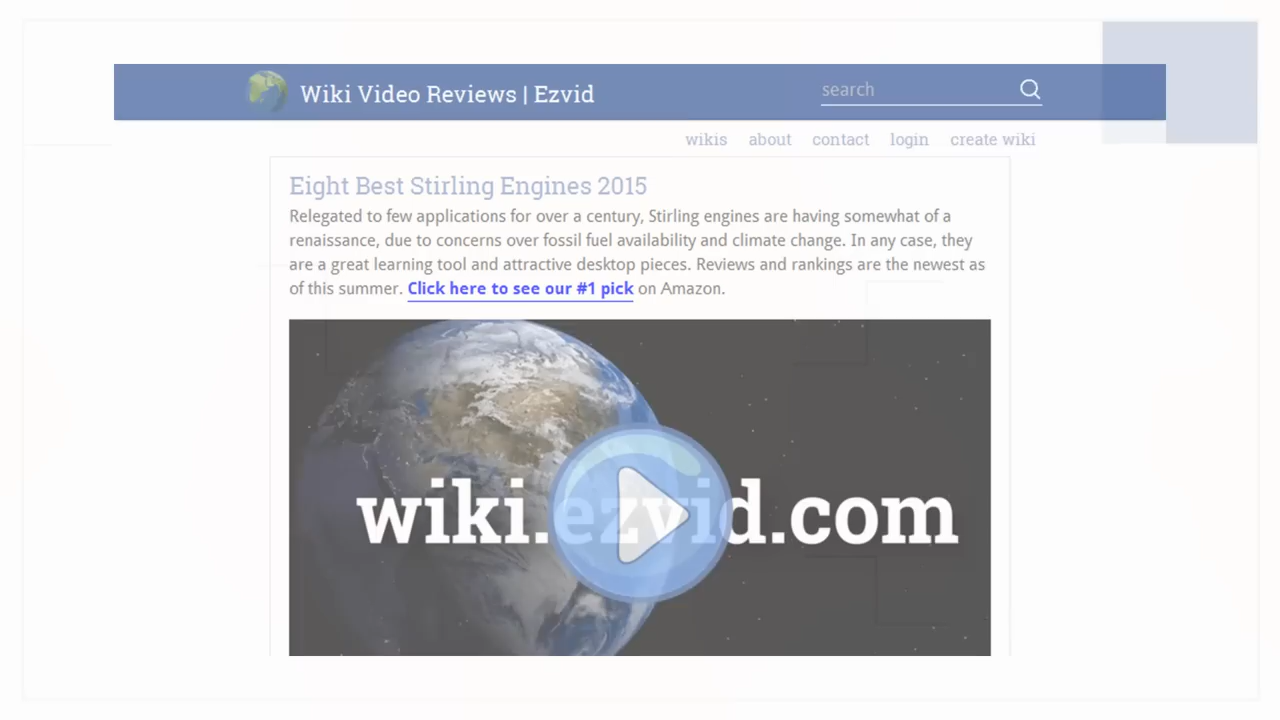 Wiki Video Reviews | Ezvid
search
wikis about contact login create wiki
Eight Best Stirling Engines 2015
Relegated to few applications for over a century, Stirling engines are having somewhat of a
renaissance, due to concerns over fossil fuel availability and climate change. In any case, they
are a great learning tool and attractive desktop pieces. Reviews and rankings are the newest as
of this summer. Click here to see our #1 pick on Amazon.
wiki.ezvid.com